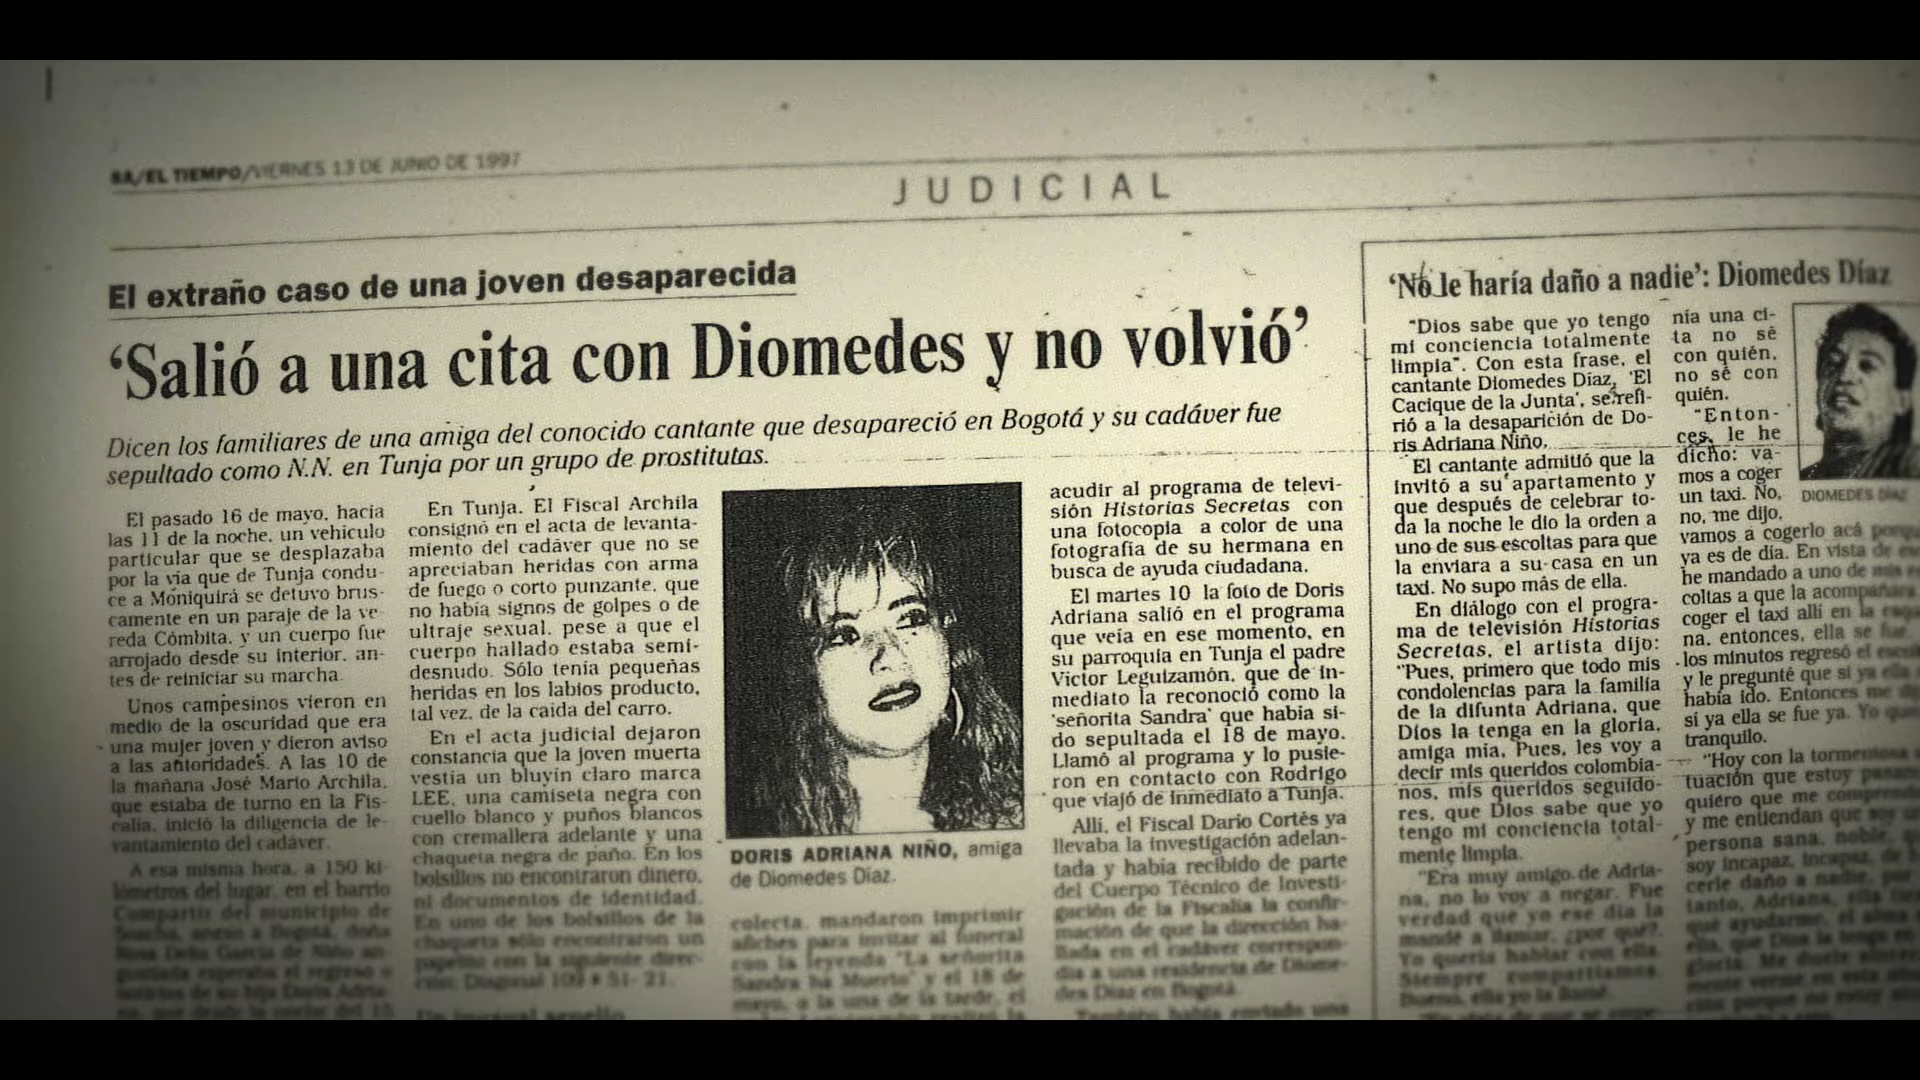 8A/EL TIEMPO/VIERNES 13 DE JUNIO DE 1997
JUDICIAL
El extraño caso de una joven desaparecida
‘Salió a una cita con Diomedes y no volvió’
Dicen los familiares de una amiga del conocido cantante que desapareció en Bogotá y su cadáver fue
sepultado como N.N. en Tunja por un grupo de prostitutas.
El pasado 16 de mayo, hacia
las 11 de la noche, un vehículo
particular que se desplazaba
por la vía que de Tunja condu-
ce a Moniquirá se detuvo brus-
camente en un paraje de la ve-
reda Cómbita, y un cuerpo fue
arrojado desde su interior, an-
tes de reiniciar su marcha.
Unos campesinos vieron en
medio de la oscuridad que era
una mujer joven y dieron aviso
a las autoridades. A las 10 de
la mañana José Mario Archila,
que estaba de turno en la Fis-
calía, inició la diligencia de le-
vantamiento del cadáver.
A esa misma hora, a 150 ki-
lómetros del lugar, en el barrio
Compartir del municipio de
Soacha, anexo a Bogotá, doña
Rosa Delia García de Niño an-
gustiada esperaba el regreso o
noticias de su hija Doris Adria-
na, que desde la noche del 15
En Tunja. El Fiscal Archila
consignó en el acta de levanta-
miento del cadáver que no se
apreciaban heridas con arma
de fuego o corto punzante, que
no había signos de golpes o de
ultraje sexual, pese a que el
cuerpo hallado estaba semi-
desnudo. Sólo tenía pequeñas
heridas en los labios producto,
tal vez, de la caída del carro.
En el acta judicial dejaron
constancia que la joven muerta
vestía un bluyín claro marca
LEE, una camiseta negra con
cuello blanco y puños blancos
con cremallera adelante y una
chaqueta negra de paño. En los
bolsillos no encontraron dinero,
ni documentos de identidad.
En uno de los bolsillos de la
chaqueta sólo encontraron un
papelito con la siguiente direc-
ción: Diagonal 109 # 51- 21.
Un inusual sepelio
DORIS ADRIANA NIÑO, amiga
de Diomedes Díaz.
colecta, mandaron imprimir
afiches para invitar al funeral
con la leyenda "La señorita
Sandra ha Muerto" y el 18 de
mayo, a la una de la tarde, el
acudir al programa de televi-
sión Historias Secretas con
una fotocopia a color de una
fotografía de su hermana en
busca de ayuda ciudadana.
El martes 10 la foto de Doris
Adriana salió en el programa
que veía en ese momento, en
su parroquia en Tunja el padre
Víctor Leguizamón, que de in-
mediato la reconoció como la
'señorita Sandra' que había si-
do sepultada el 18 de mayo.
Llamó al programa y lo pusie-
ron en contacto con Rodrigo
que viajó de inmediato a Tunja.
Allí, el Fiscal Darío Cortés ya
llevaba la investigación adelan-
tada y había recibido de parte
del Cuerpo Técnico de Investi-
gación de la Fiscalía la confir-
mación de que la dirección ha-
llada en el cadáver correspon-
día a una residencia de Diome-
des Díaz en Bogotá.
También había enviado una
‘No le haría daño a nadie’: Diomedes Díaz
"Dios sabe que yo tengo
mi conciencia totalmente
limpia". Con esta frase, el
cantante Diomedes Díaz, 'El
Cacique de la Junta', se refi-
rió a la desaparición de Do-
ris Adriana Niño.
El cantante admitió que la
invitó a su apartamento y
que después de celebrar to-
da la noche le dio la orden a
uno de sus escoltas para que
la enviara a su casa en un
taxi. No supo más de ella.
En diálogo con el progra-
ma de televisión Historias
Secretas, el artista dijo:
"Pues, primero que todo mis
condolencias para la familia
de la difunta Adriana, que
Dios la tenga en la gloria,
amiga mía. Pues, les voy a
decir mis queridos colombia-
nos, mis queridos seguido-
res, que Dios sabe que yo
tengo mi conciencia total-
mente limpia.
"Era muy amigo de Adria-
na, no lo voy a negar. Fue
verdad que yo ese día la
mandé a llamar, ¿por qué?.
Yo quería hablar con ella.
Siempre compartíamos.
Bueno, ella yo la llamé.
nía una ci-
ta no sé
con quién,
no sé con
quién.
"Enton-
ces, le he
dicho: va-
mos a coger
un taxi. No,
no, me dijo,
vamos a cogerlo acá porque
ya es de día. En vista de eso
he mandado a uno de mis es-
coltas a que la acompañara
coger el taxi allí en la esqui-
na, entonces, ella se fue.
los minutos regresó el escolta
y le pregunté que si ya ella
había ido. Entonces me dijo
si ya ella se fue ya. Yo quedé
tranquilo.
"Hoy con la tormentosa
tuación que estoy pasando
quiero que me comprendan
y me entiendan que soy una
persona sana, noble, que
soy incapaz, incapaz, de ha-
cerle daño a nadie, por
tanto, Adriana, ella
que ayudarme, el alma
ella, que Dios la tenga en
gloria. Me duele
DIOMEDES DÍAZ